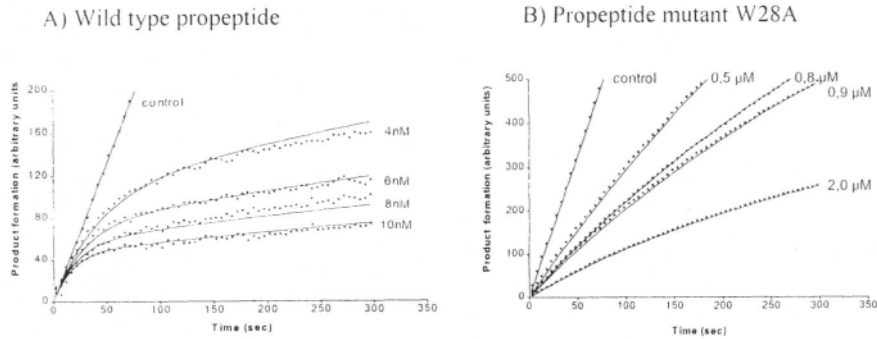 A) Wild type propeptide
Product formation (arbitrary units)
200
160
120
80
40
0
control
4nM
6nM
8nM
10nM
0
50
100
150
200
250
300
350
Time (sec)
B) Propeptide mutant W28A
Product formation (arbitrary units)
500
400
300
200
100
0
control
0,5 µM
0,8 µM
0,9 µM
2,0 µM
0
50
100
150
200
250
300
350
Time (sec)